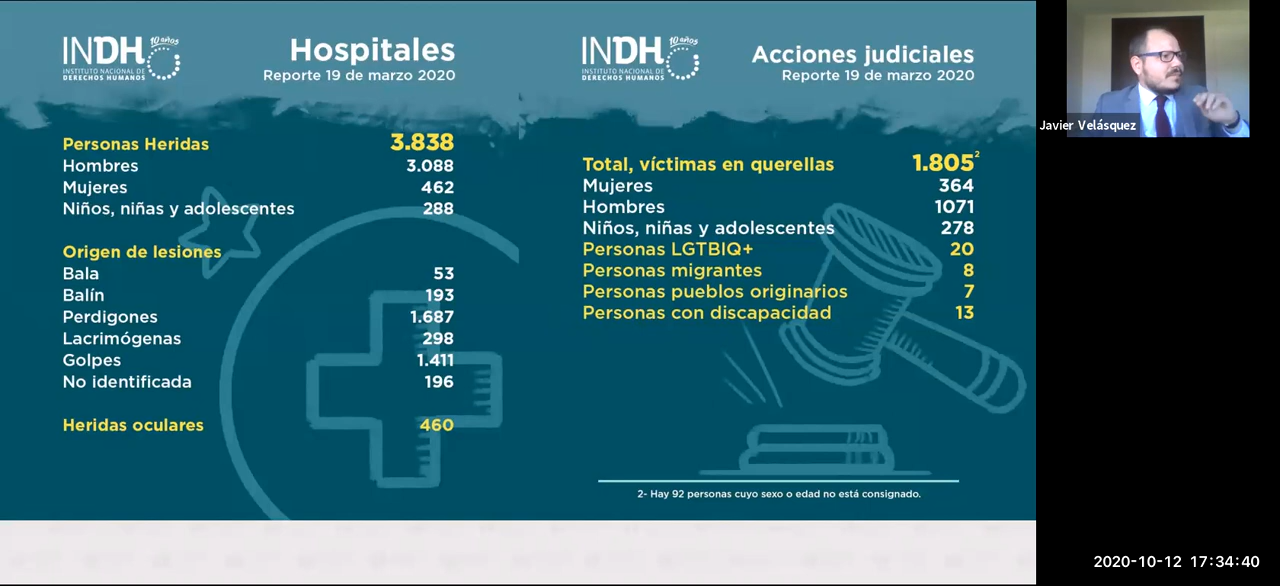 INDH
10 años
INSTITUTO NACIONAL DE
DERECHOS HUMANOS
Hospitales
Reporte 19 de marzo 2020
Personas Heridas 3.838
Hombres 3.088
Mujeres 462
Niños, niñas y adolescentes 288
Origen de lesiones
Bala 53
Balín 193
Perdigones 1.687
Lacrimógenas 298
Golpes 1.411
No identificada 196
Heridas oculares 460
INDH
10 años
INSTITUTO NACIONAL DE
DERECHOS HUMANOS
Acciones judiciales
Reporte 19 de marzo 2020
Total, víctimas en querellas 1.805²
Mujeres 364
Hombres 1071
Niños, niñas y adolescentes 278
Personas LGTBIQ+ 20
Personas migrantes 8
Personas pueblos originarios 7
Personas con discapacidad 13
2- Hay 92 personas cuyo sexo o edad no está consignado.
Javier Velásquez
2020-10-12 17:34:40